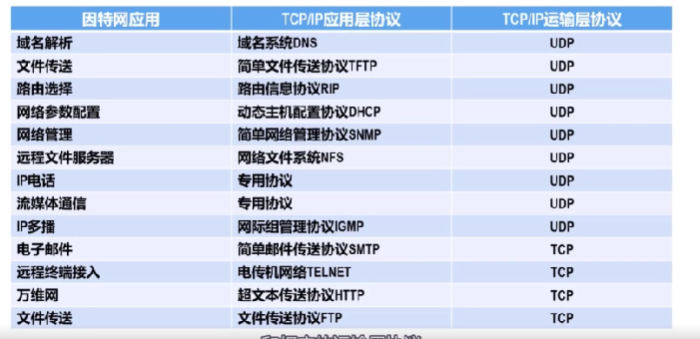 因特网应用 TCP/IP应用层协议 TCP/IP运输层协议
域名解析 域名系统DNS UDP
文件传送 简单文件传送协议TFTP UDP
路由选择 路由信息协议RIP UDP
网络参数配置 动态主机配置协议DHCP UDP
网络管理 简单网络管理协议SNMP UDP
远程文件服务器 网络文件系统NFS UDP
IP电话 专用协议 UDP
流媒体通信 专用协议 UDP
IP多播 网际组管理协议IGMP UDP
电子邮件 简单邮件传送协议SMTP TCP
远程终端接入 电传机网络TELNET TCP
万维网 超文本传送协议HTTP TCP
文件传送 文件传送协议FTP TCP